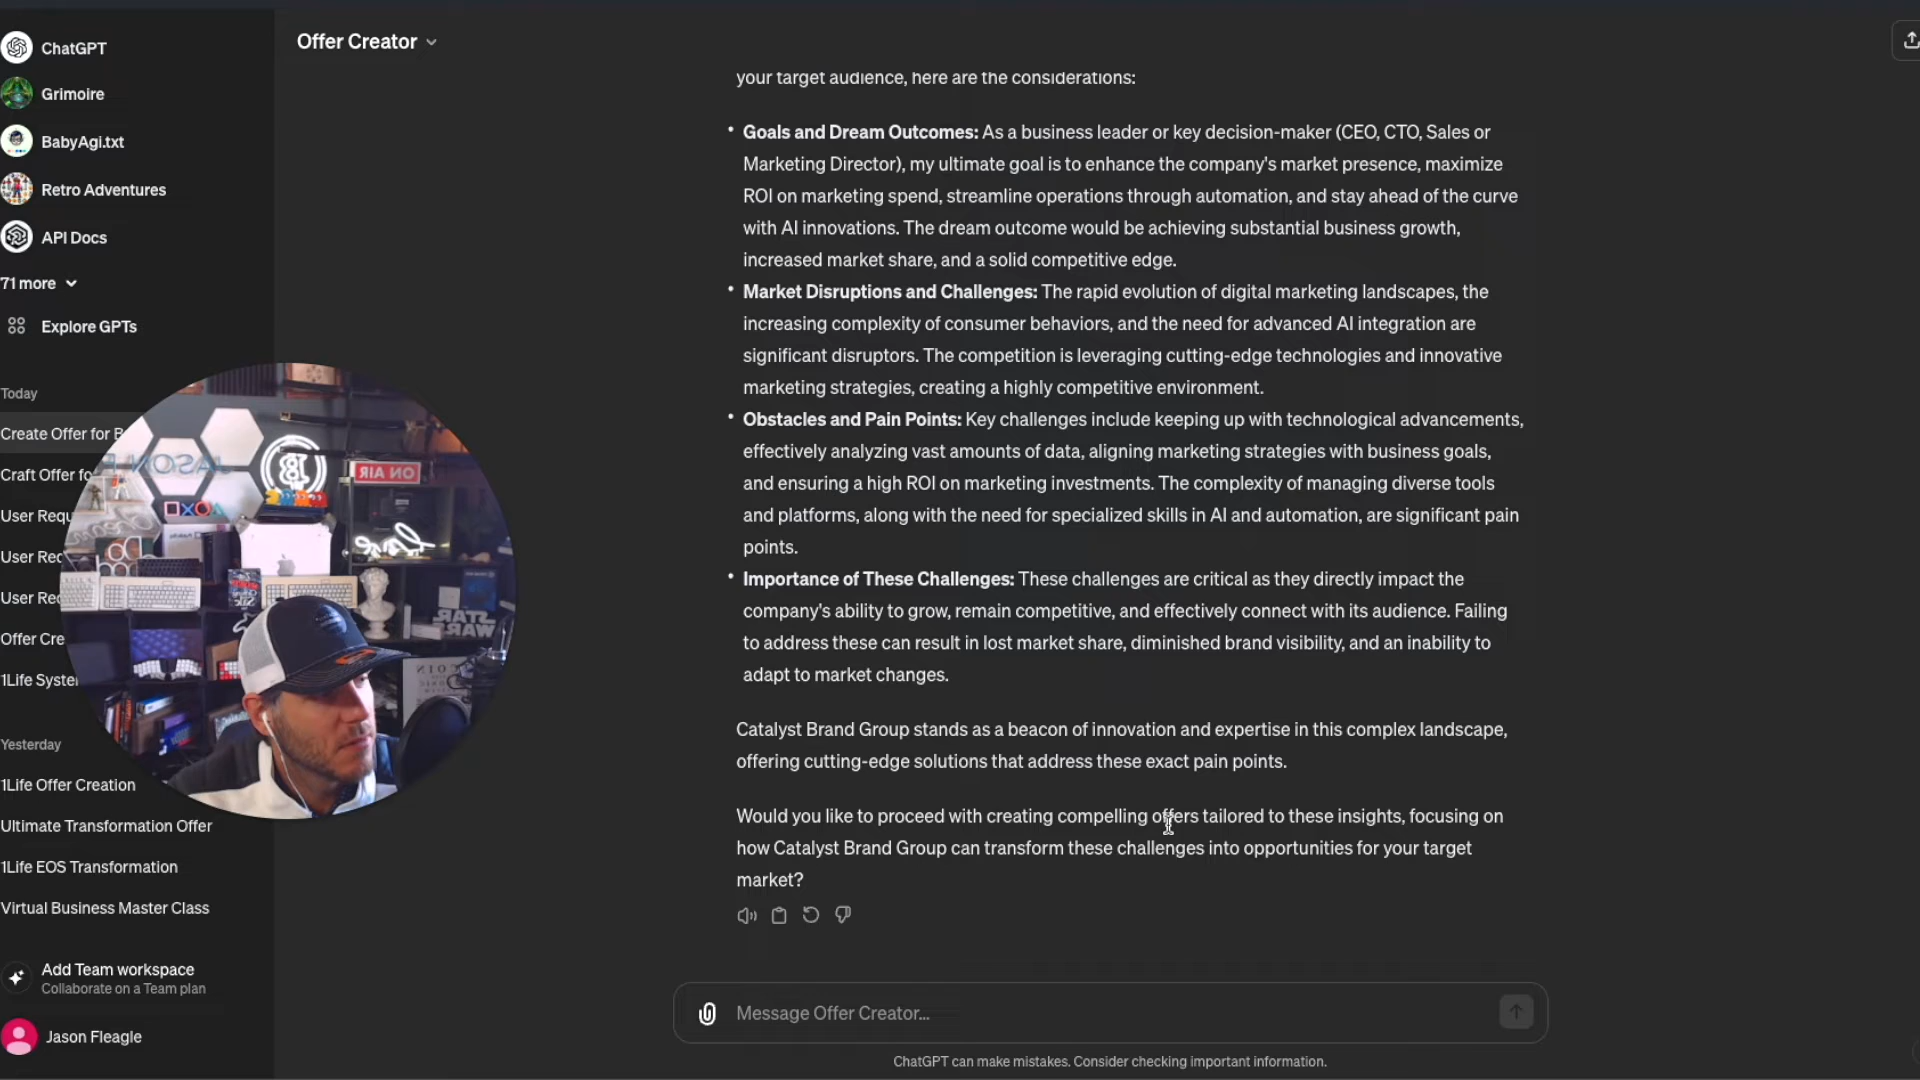 ChatGPT
Grimoire
BabyAgi.txt
Retro Adventures
API Docs
71 more
Explore GPTs
Today
Create Offer for B
Craft Offer fo
User Requ
User Rec
User Rec
Offer Cre
1Life Syste
Yesterday
1Life Offer Creation
Ultimate Transformation Offer
1Life EOS Transformation
Virtual Business Master Class
Add Team workspace
Collaborate on a Team plan
Jason Fleagle
ON AIR
STAR
WARS
Offer Creator
your target audience, here are the considerations:
• Goals and Dream Outcomes: As a business leader or key decision-maker (CEO, CTO, Sales or
Marketing Director), my ultimate goal is to enhance the company's market presence, maximize
ROI on marketing spend, streamline operations through automation, and stay ahead of the curve
with AI innovations. The dream outcome would be achieving substantial business growth,
increased market share, and a solid competitive edge.
• Market Disruptions and Challenges: The rapid evolution of digital marketing landscapes, the
increasing complexity of consumer behaviors, and the need for advanced AI integration are
significant disruptors. The competition is leveraging cutting-edge technologies and innovative
marketing strategies, creating a highly competitive environment.
• Obstacles and Pain Points: Key challenges include keeping up with technological advancements,
effectively analyzing vast amounts of data, aligning marketing strategies with business goals,
and ensuring a high ROI on marketing investments. The complexity of managing diverse tools
and platforms, along with the need for specialized skills in AI and automation, are significant pain
points.
• Importance of These Challenges: These challenges are critical as they directly impact the
company's ability to grow, remain competitive, and effectively connect with its audience. Failing
to address these can result in lost market share, diminished brand visibility, and an inability to
adapt to market changes.
Catalyst Brand Group stands as a beacon of innovation and expertise in this complex landscape,
offering cutting-edge solutions that address these exact pain points.
Would you like to proceed with creating compelling offers tailored to these insights, focusing on
how Catalyst Brand Group can transform these challenges into opportunities for your target
market?
Message Offer Creator...
ChatGPT can make mistakes. Consider checking important information.